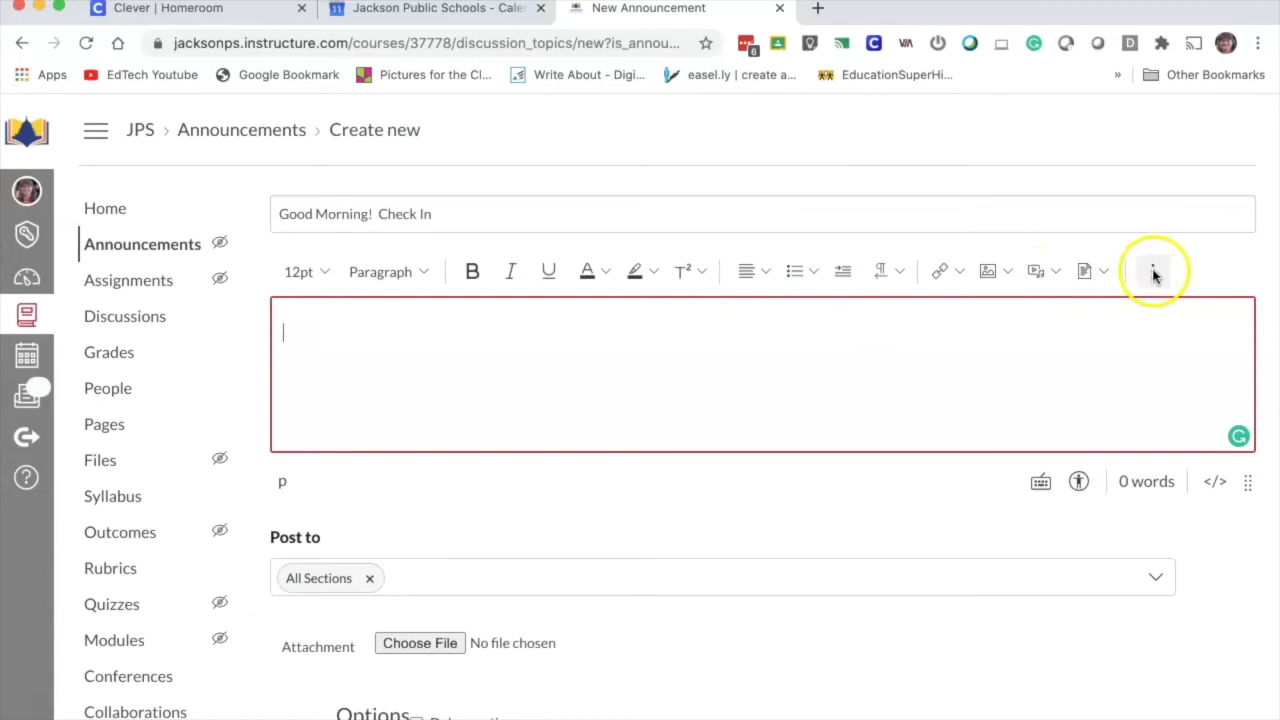 Clever | Homeroom
Jackson Public Schools - Cale
New Announcement
jacksonps.instructure.com/courses/37778/discussion_topics/new?is_annou...
6
Apps
EdTech Youtube
Google Bookmark
Pictures for the Cl...
Write About - Digi...
easel.ly | create a...
EducationSuperHi...
»
Other Bookmarks
JPS > Announcements > Create new
Home
Announcements
Assignments
Discussions
Grades
People
Pages
Files
Syllabus
Outcomes
Rubrics
Quizzes
Modules
Conferences
Collaborations
Good Morning!  Check In
12pt
Paragraph
B I U A T²
p
0 words
</>
Post to
All Sections
Attachment
Choose File No file chosen
Options